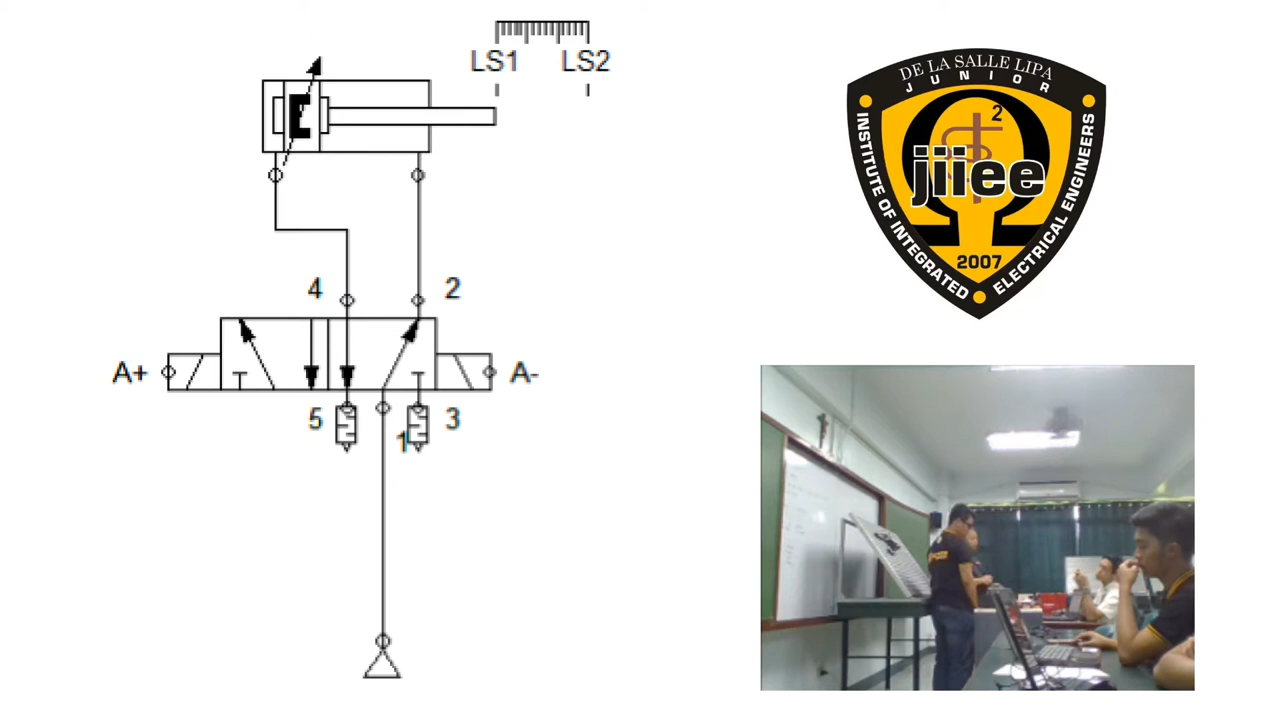 LS1 LS2
4 2
A+ A-
5 1 3
DE LA SALLE LIPA
JUNIOR
INSTITUTE OF INTEGRATED
ELECTRICAL ENGINEERS
2
jiiee
2007